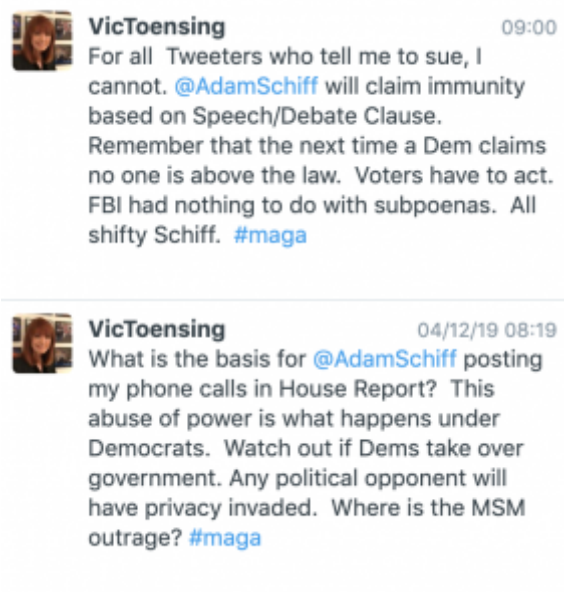 VicToensing 09:00
For all Tweeters who tell me to sue, I
cannot. @AdamSchiff will claim immunity
based on Speech/Debate Clause.
Remember that the next time a Dem claims
no one is above the law. Voters have to act.
FBI had nothing to do with subpoenas. All
shifty Schiff. #maga
VicToensing 04/12/19 08:19
What is the basis for @AdamSchiff posting
my phone calls in House Report? This
abuse of power is what happens under
Democrats. Watch out if Dems take over
government. Any political opponent will
have privacy invaded. Where is the MSM
outrage? #maga